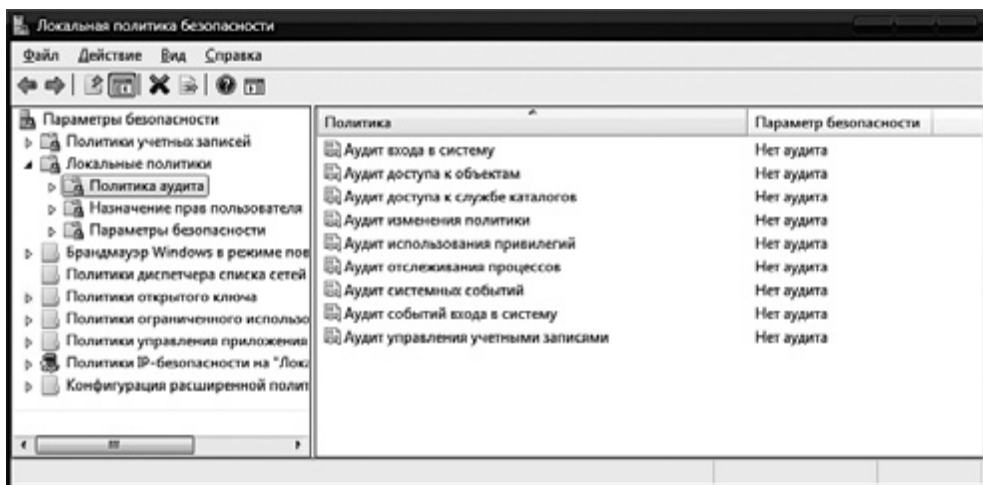 Локальная политика безопасности
Файл Действие Вид Справка
Параметры безопасности
Политики учетных записей
Локальные политики
Политика аудита
Назначение прав пользователя
Параметры безопасности
Брандмауэр Windows в режиме пов
Политики диспетчера списка сетей
Политики открытого ключа
Политики ограниченного использо
Политики управления приложения
Политики IP-безопасности на "Лока
Конфигурация расширенной полит
Политика Параметр безопасности
Аудит входа в систему Нет аудита
Аудит доступа к объектам Нет аудита
Аудит доступа к службе каталогов Нет аудита
Аудит изменения политики Нет аудита
Аудит использования привилегий Нет аудита
Аудит отслеживания процессов Нет аудита
Аудит системных событий Нет аудита
Аудит событий входа в систему Нет аудита
Аудит управления учетными записями Нет аудита